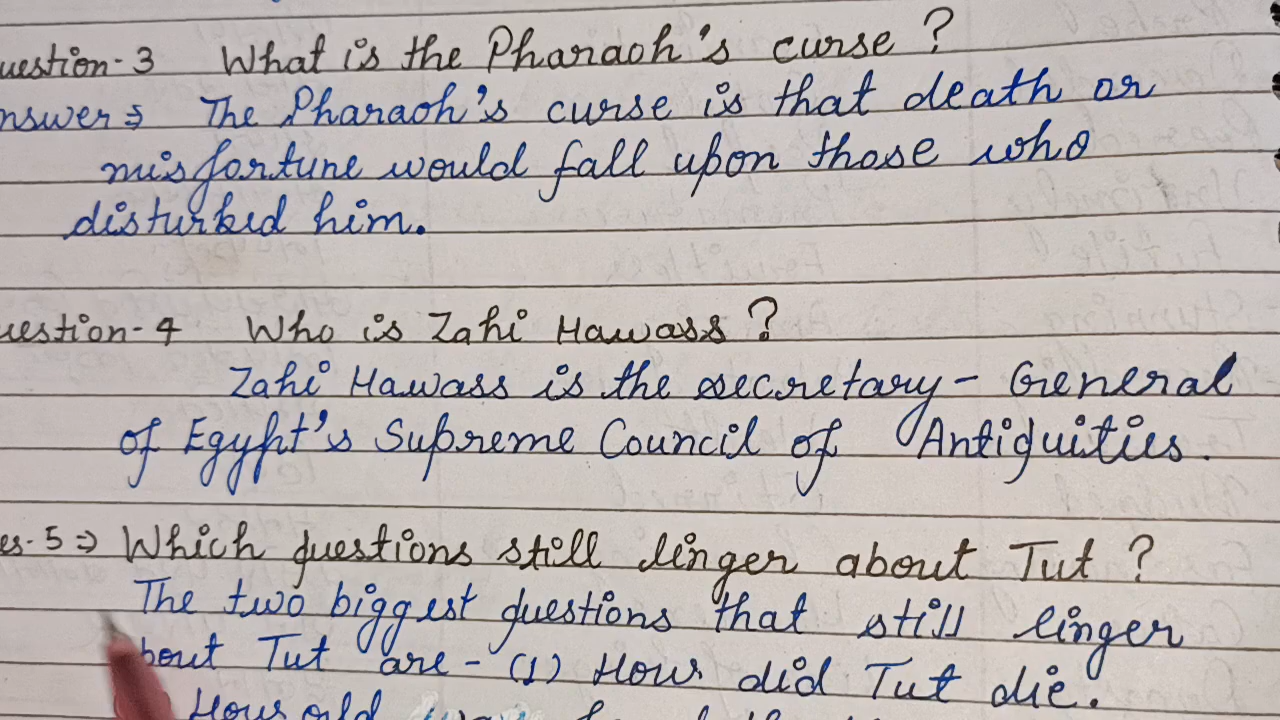 uestion-3 What is the Pharaoh's curse ?
nswer⇒ The Pharaoh's curse is that death or
misfortune would fall upon those who
disturbed him.
uestion-4 Who is Zahi Hawass ?
Zahi Hawass is the secretary - General
of Egypt's Supreme Council of Antiquities.
es.5⇒ Which questions still linger about Tut ?
The two biggest questions that still linger
bout Tut are - (1) How did Tut die.
How old